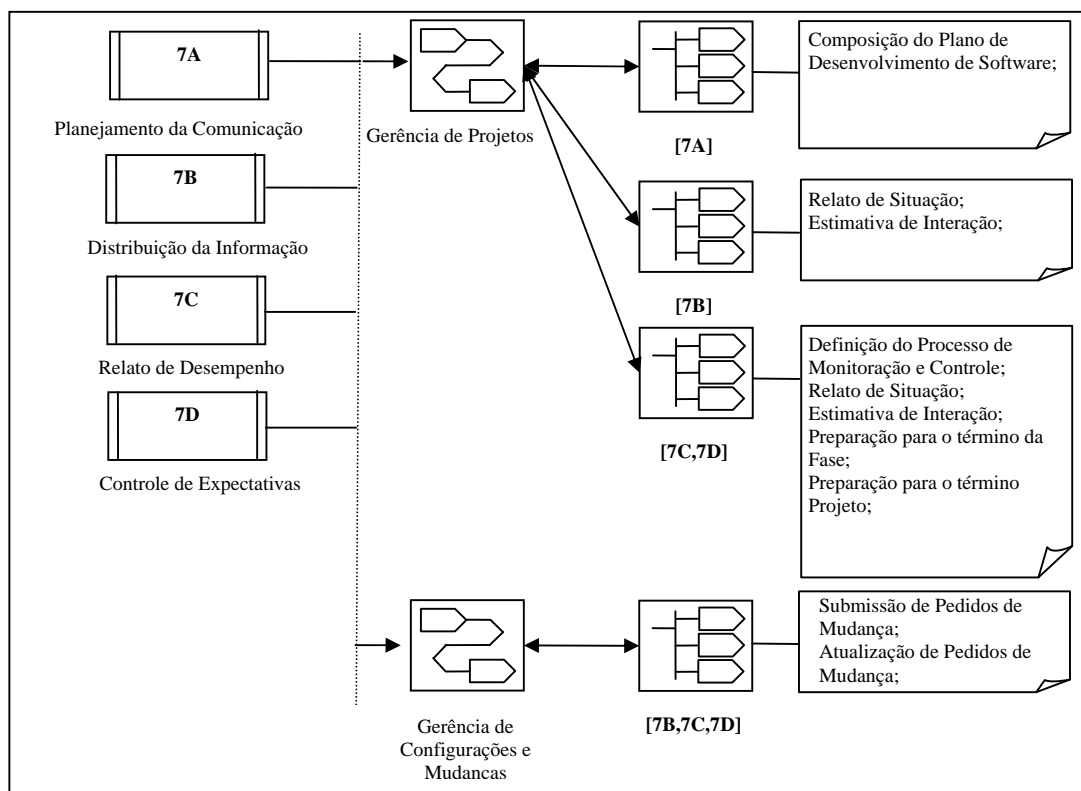 7A
Planejamento da Comunicação
7B
Distribuição da Informação
7C
Relato de Desempenho
7D
Controle de Expectativas
Gerência de Projetos
[7A]
Composição do Plano de
Desenvolvimento de Software;
[7B]
Relato de Situação;
Estimativa de Interação;
[7C,7D]
Definição do Processo de
Monitoração e Controle;
Relato de Situação;
Estimativa de Interação;
Preparação para o término da
Fase;
Preparação para o término
Projeto;
Gerência de
Configurações e
Mudancas
[7B,7C,7D]
Submissão de Pedidos de
Mudança;
Atualização de Pedidos de
Mudança;